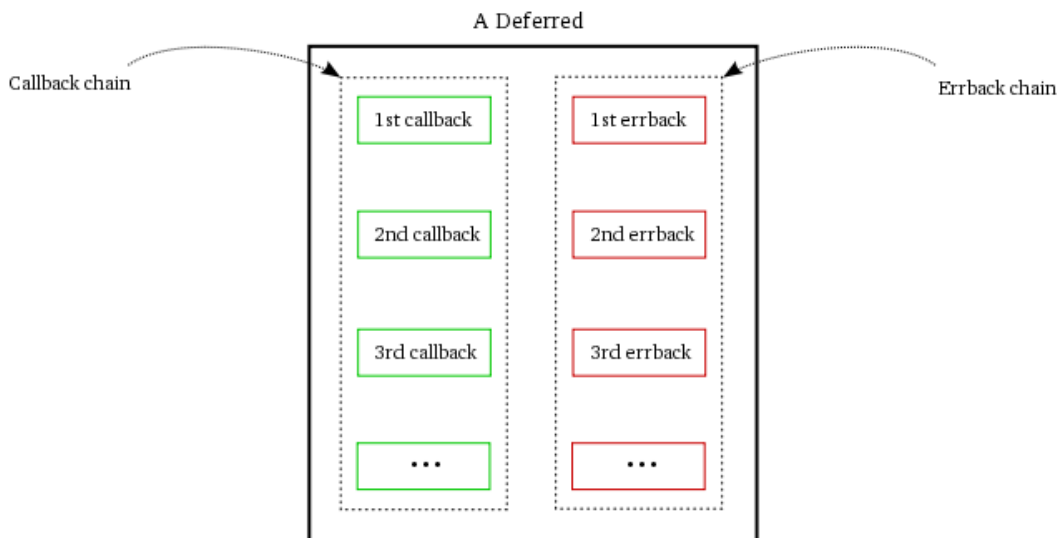 A Deferred
Callback chain
Errback chain
1st callback
1st errback
2nd callback
2nd errback
3rd callback
3rd errback
...
...